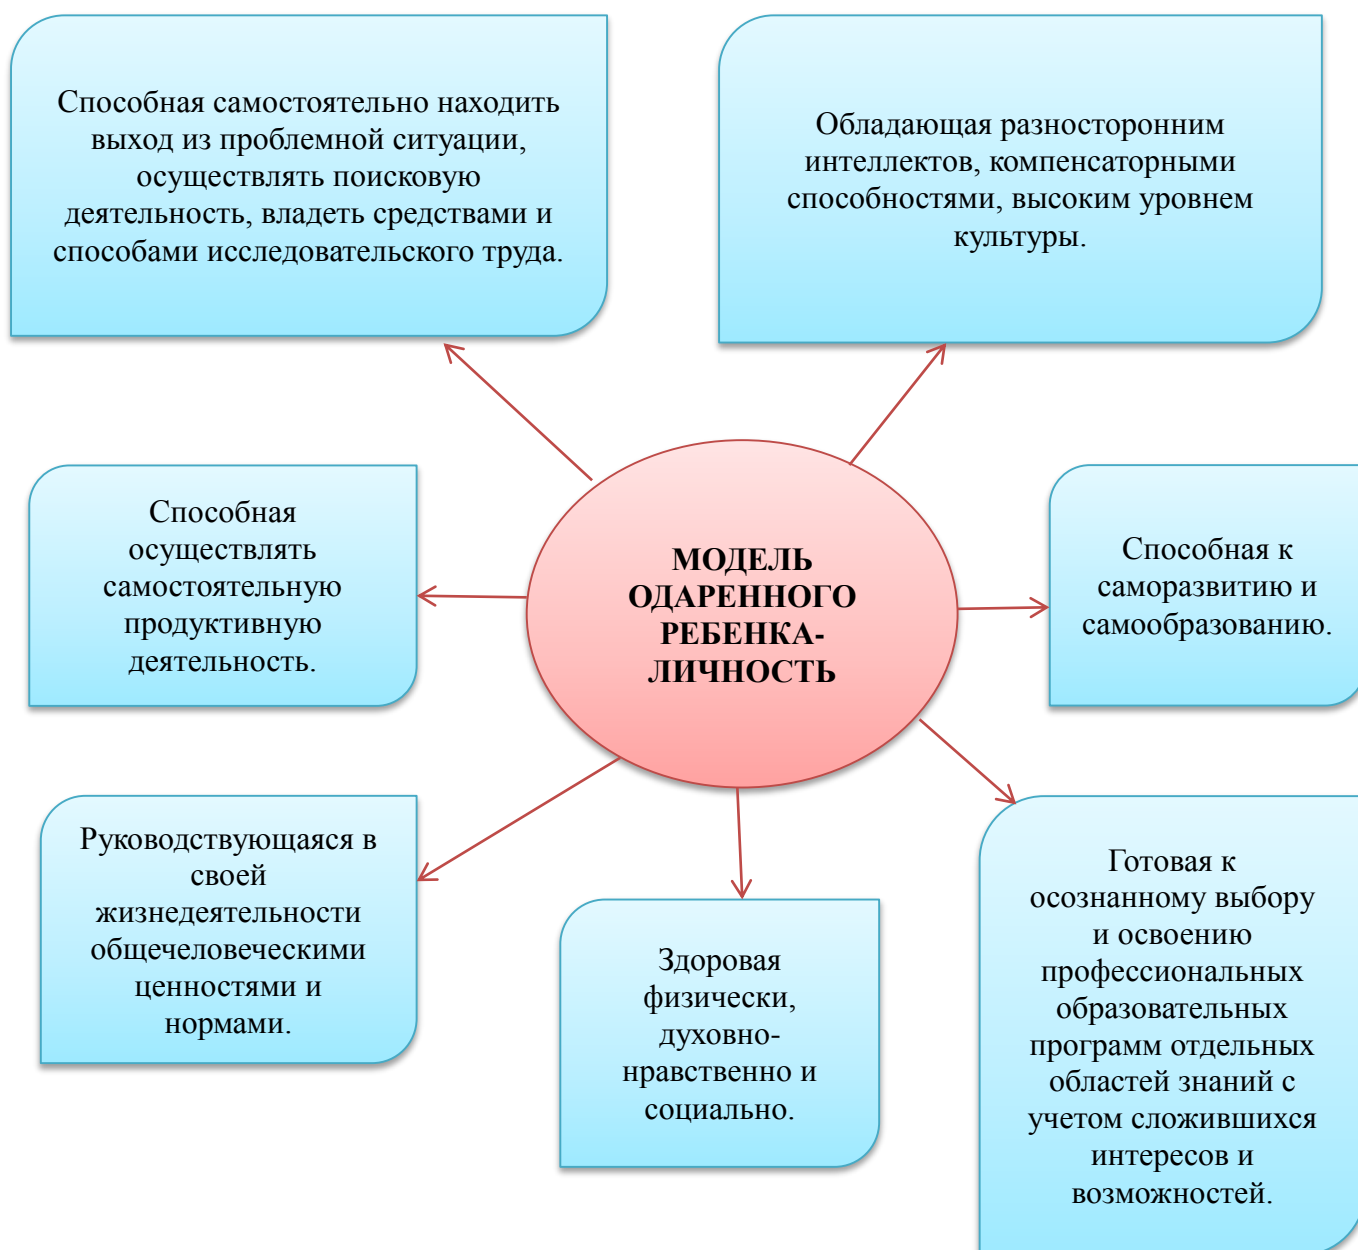 Способная самостоятельно находить
выход из проблемной ситуации,
осуществлять поисковую
деятельность, владеть средствами и
способами исследовательского труда.
Обладающая разносторонним
интеллектов, компенсаторными
способностями, высоким уровнем
культуры.
Способная
осуществлять
самостоятельную
продуктивную
деятельность.
МОДЕЛЬ
ОДАРЕННОГО
РЕБЕНКА-
ЛИЧНОСТЬ
Способная к
саморазвитию и
самообразованию.
Руководствующаяся в
своей
жизнедеятельности
общечеловеческими
ценностями и
нормами.
Здоровая
физически,
духовно-
нравственно и
социально.
Готовая к
осознанному выбору
и освоению
профессиональных
образовательных
программ отдельных
областей знаний с
учетом сложившихся
интересов и
возможностей.